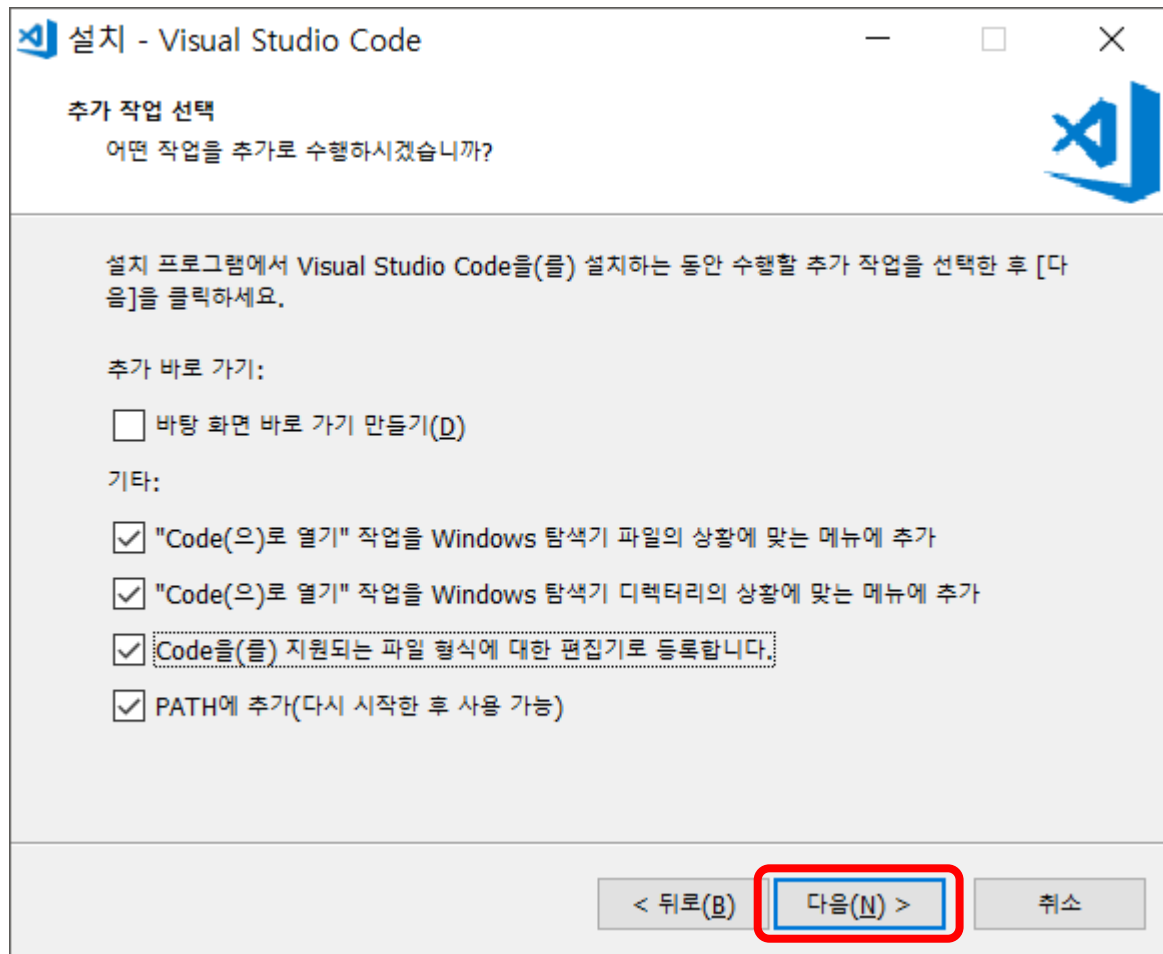 설치 - Visual Studio Code
추가 작업 선택
어떤 작업을 추가로 수행하시겠습니까?
설치 프로그램에서 Visual Studio Code을(를) 설치하는 동안 수행할 추가 작업을 선택한 후 [다
음]을 클릭하세요.
추가 바로 가기:
바탕 화면 바로 가기 만들기(D)
기타:
"Code(으)로 열기" 작업을 Windows 탐색기 파일의 상황에 맞는 메뉴에 추가
"Code(으)로 열기" 작업을 Windows 탐색기 디렉터리의 상황에 맞는 메뉴에 추가
Code을(를) 지원되는 파일 형식에 대한 편집기로 등록합니다.
PATH에 추가(다시 시작한 후 사용 가능)
< 뒤로(B) 다음(N) > 취소